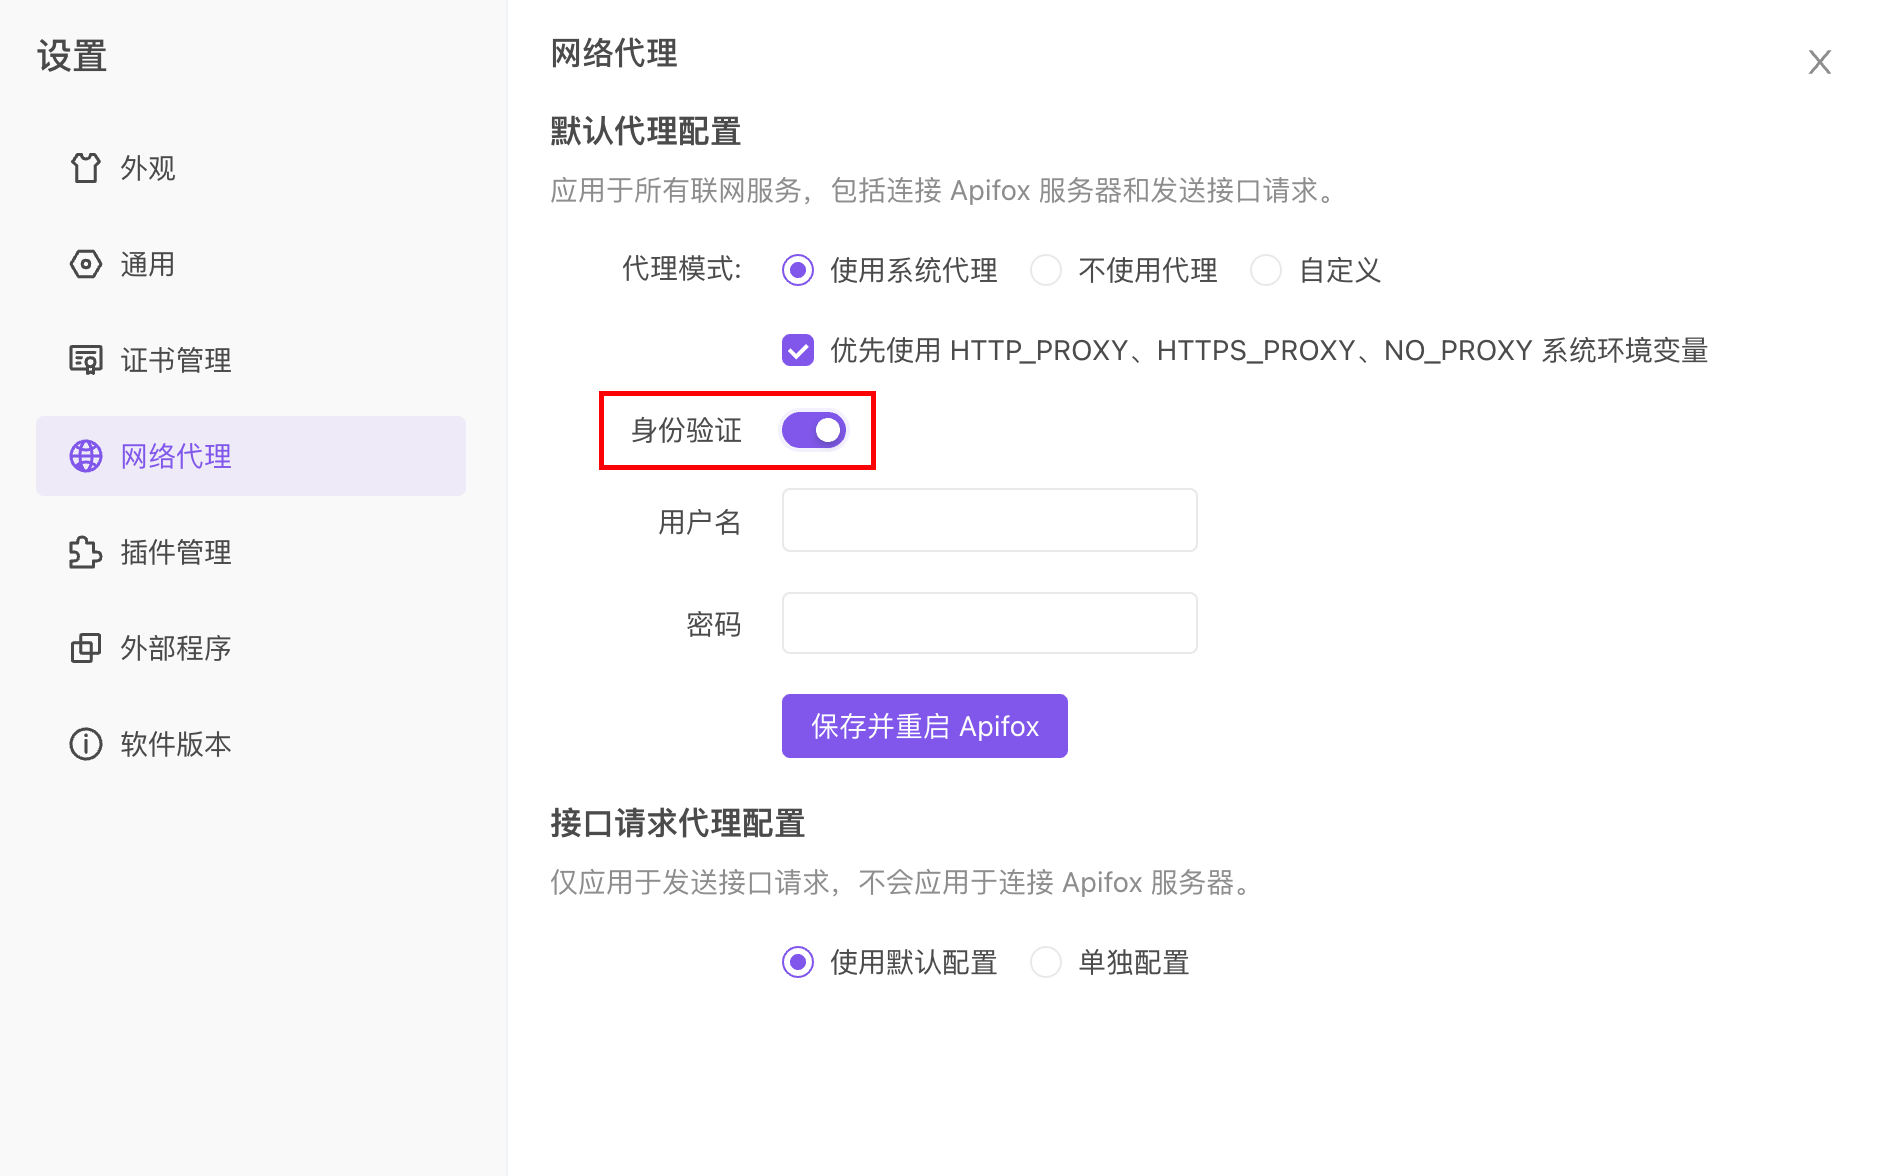 设置
外观
通用
证书管理
网络代理
插件管理
外部程序
软件版本
网络代理
默认代理配置
应用于所有联网服务，包括连接 Apifox 服务器和发送接口请求。
代理模式: 使用系统代理 不使用代理 自定义
优先使用 HTTP_PROXY、HTTPS_PROXY、NO_PROXY 系统环境变量
身份验证
用户名
密码
保存并重启 Apifox
接口请求代理配置
仅应用于发送接口请求，不会应用于连接 Apifox 服务器。
使用默认配置 单独配置